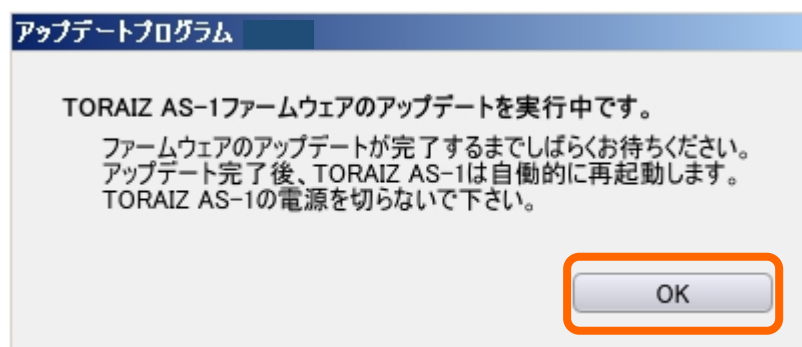 アップデートプログラム
TORAIZ AS-1ファームウェアのアップデートを実行中です。
ファームウェアのアップデートが完了するまでしばらくお待ちください。
アップデート完了後、TORAIZ AS-1は自働的に再起動します。
TORAIZ AS-1の電源を切らないで下さい。
OK